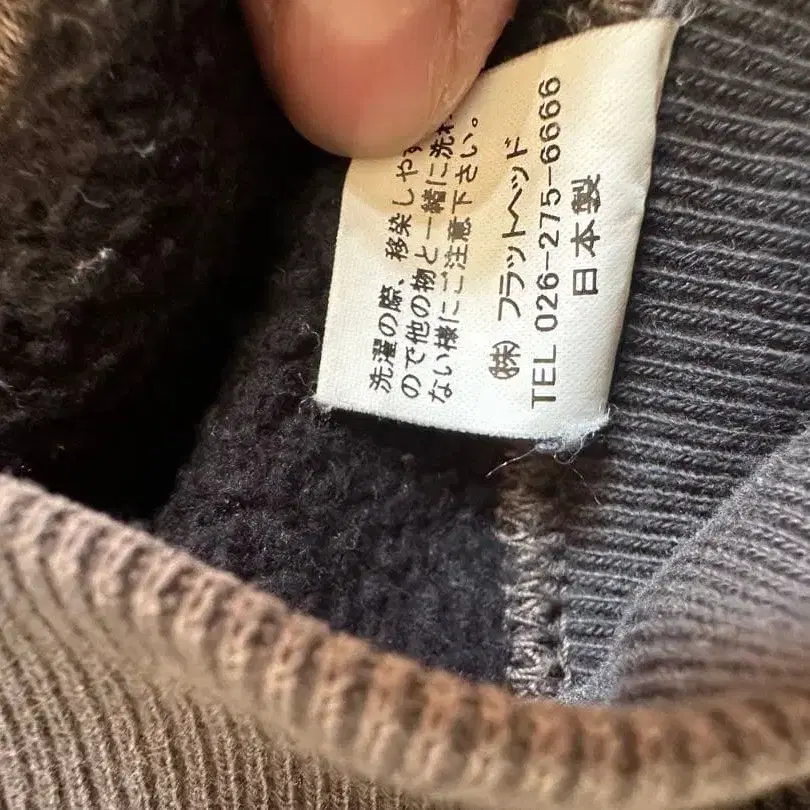 洗濯の際、移染しやす
ので他の物と一緒に洗わ
ない様にご注意下さい。
㈱フラットヘッド
TEL 026-275-6666
日本製